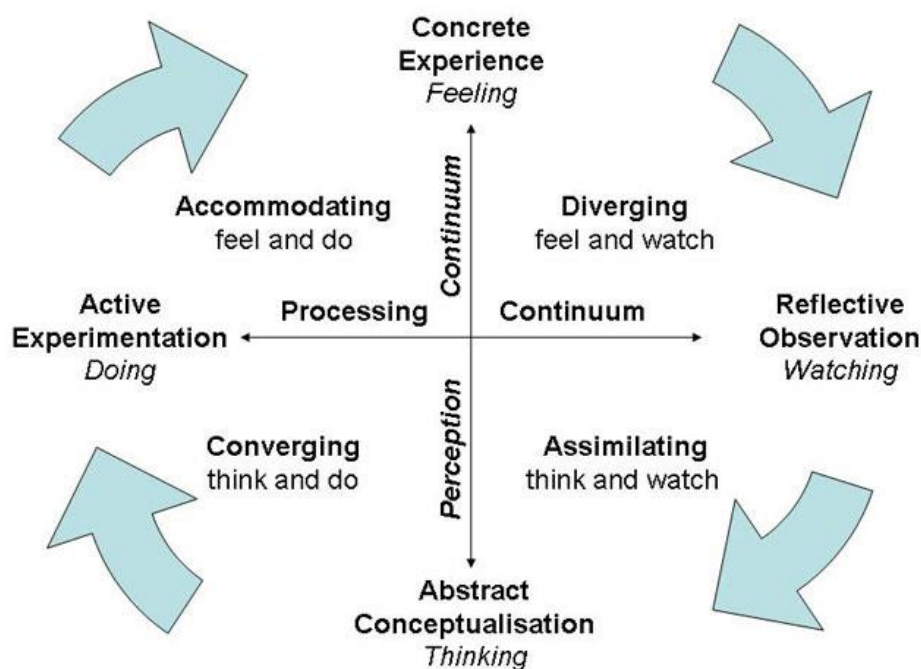 Concrete
Experience
Feeling
Continuum
Accommodating
feel and do
Diverging
feel and watch
Active
Experimentation
Doing
Processing
Continuum
Reflective
Observation
Watching
Perception
Converging
think and do
Assimilating
think and watch
Abstract
Conceptualisation
Thinking